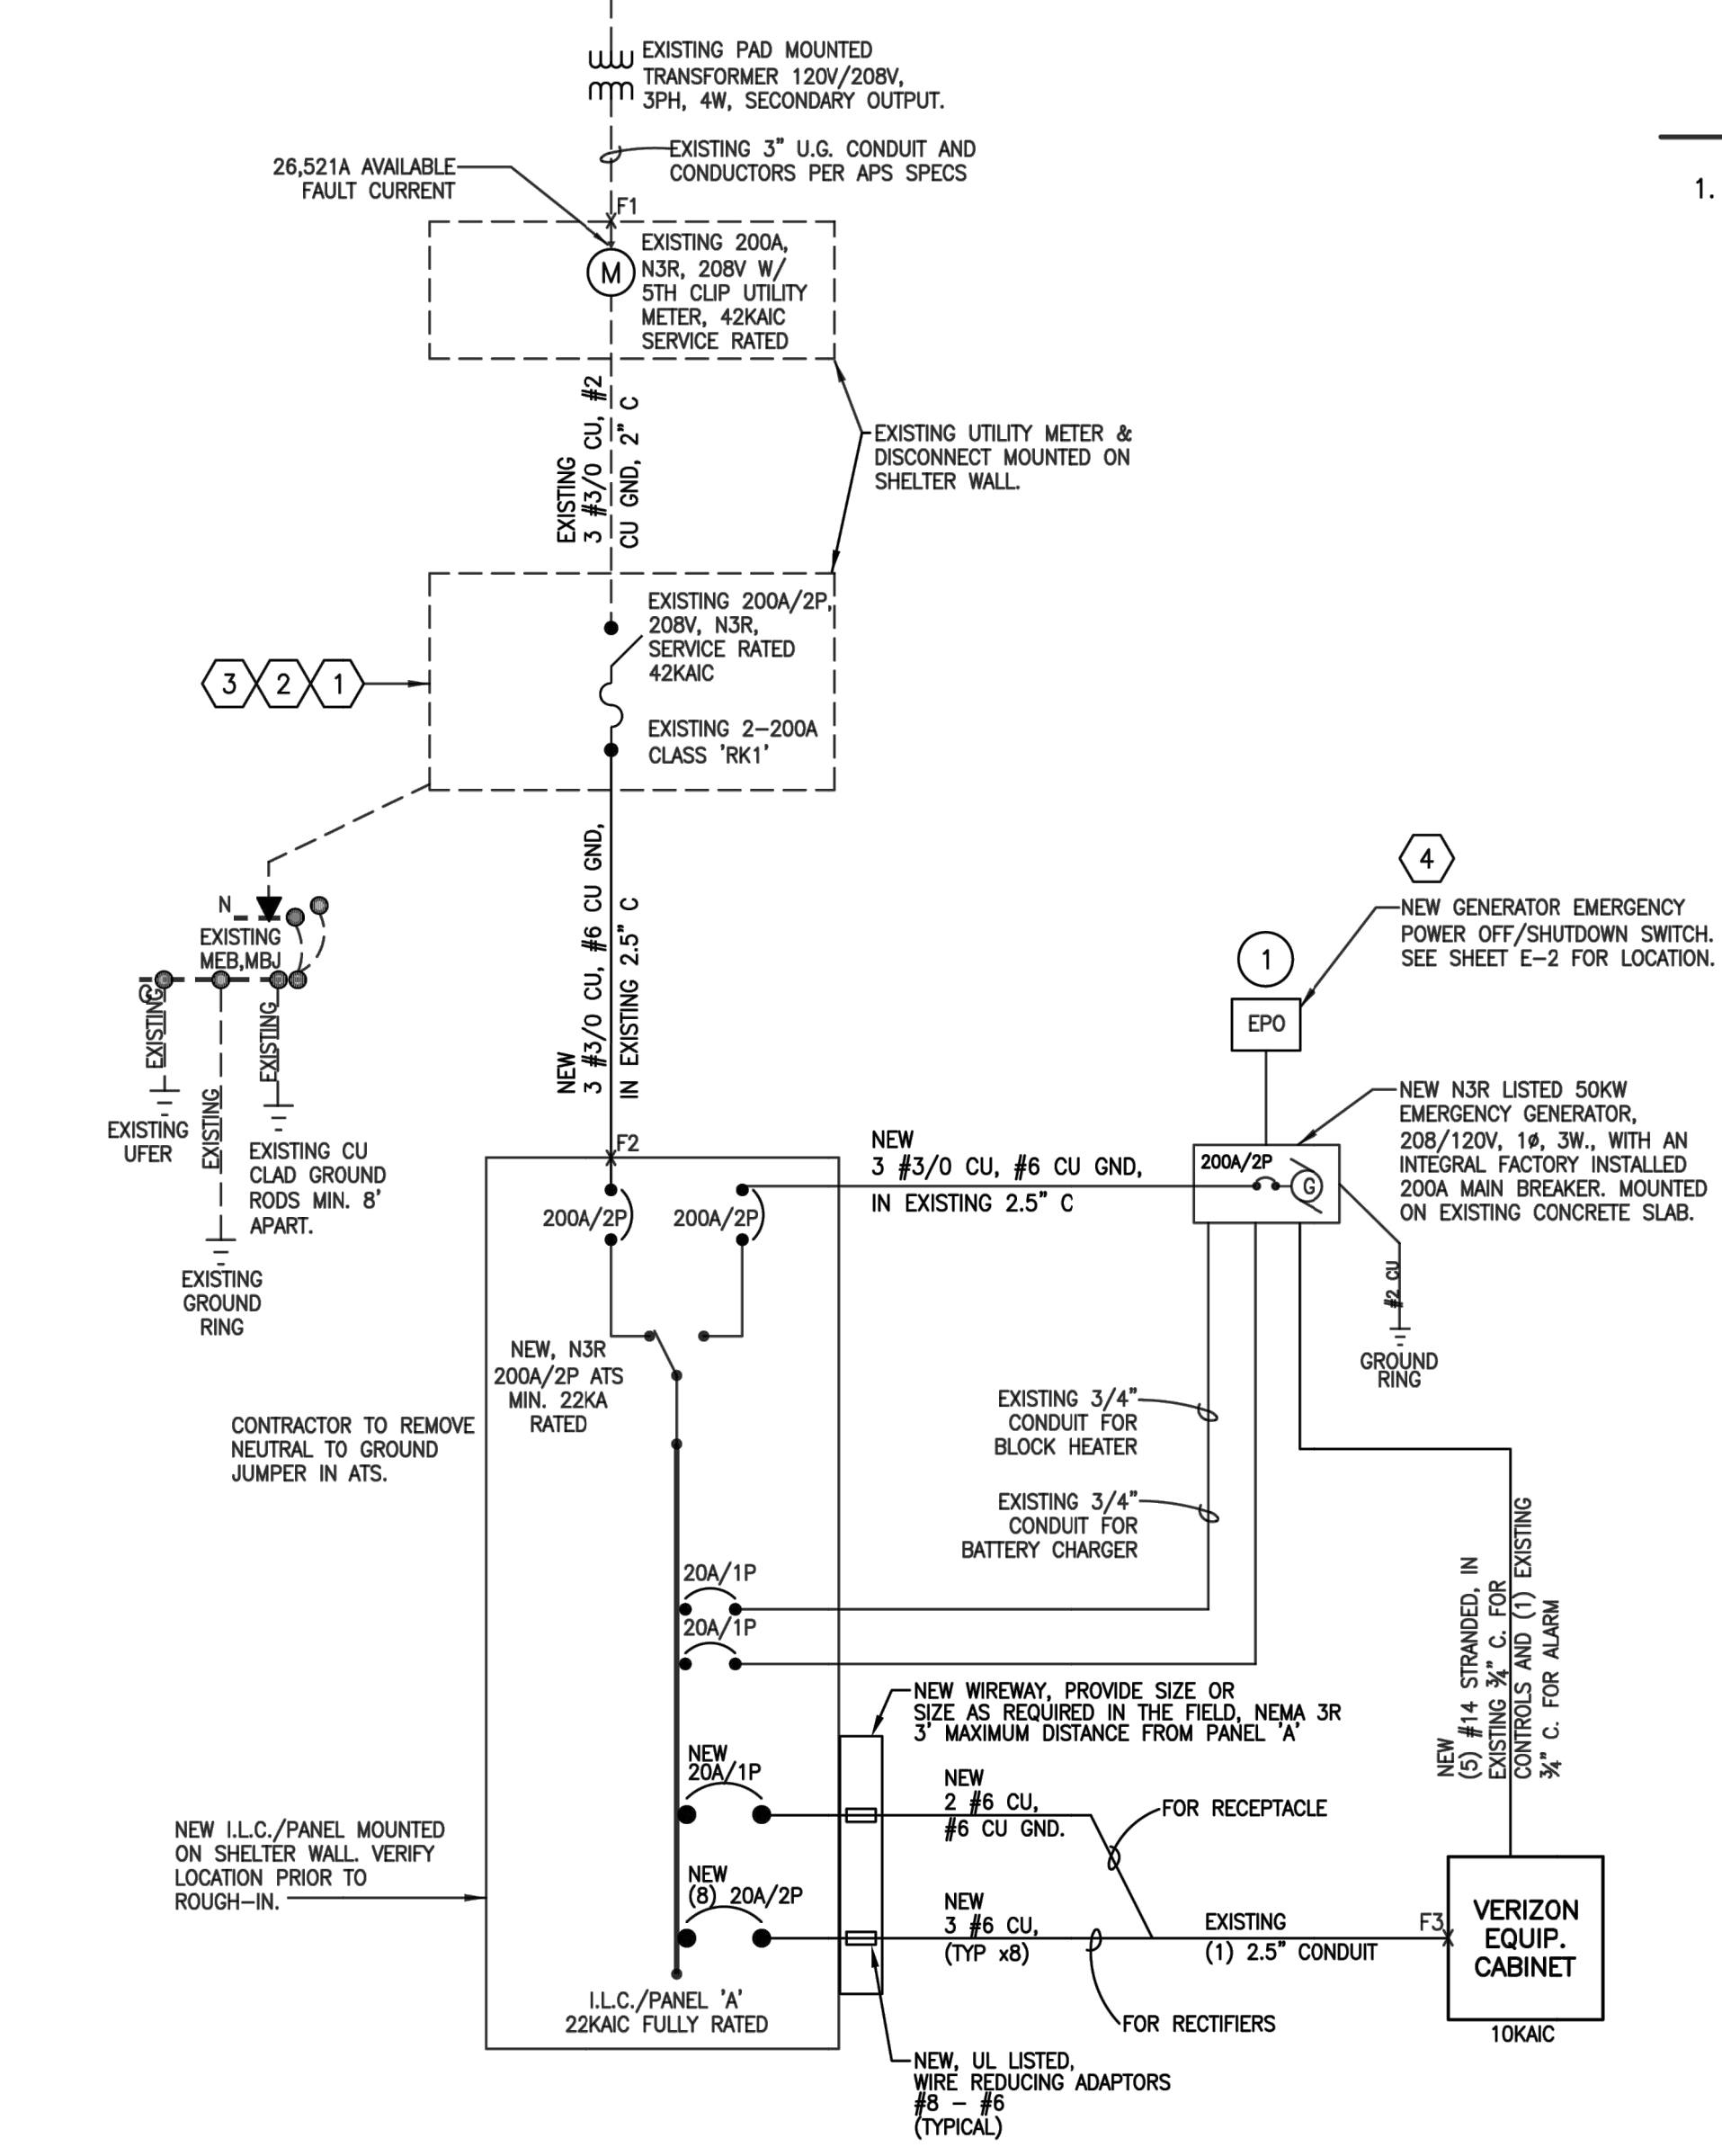 EXISTING PAD MOUNTED
TRANSFORMER 120V/208V,
3PH, 4W, SECONDARY OUTPUT.
EXISTING 3" U.G. CONDUIT AND
CONDUCTORS PER APS SPECS
26,521A AVAILABLE
FAULT CURRENT
1.
F1
M
EXISTING 200A,
N3R, 208V W/
5TH CLIP UTILITY
METER, 42KAIC
SERVICE RATED
EXISTING
3 #3/0 CU, #2
CU GND, 2" C
EXISTING UTILITY METER &
DISCONNECT MOUNTED ON
SHELTER WALL.
EXISTING 200A/2P,
208V, N3R,
SERVICE RATED
42KAIC
3 2 1
EXISTING 2-200A
CLASS 'RK1'
NEW
3 #3/0 CU, #6 CU GND,
IN EXISTING 2.5" C
N
EXISTING
MEB,MBJ
G
EXISTING
EXISTING
EXISTING
EXISTING
UFER
EXISTING CU
CLAD GROUND
RODS MIN. 8'
APART.
EXISTING
GROUND
RING
4
NEW GENERATOR EMERGENCY
POWER OFF/SHUTDOWN SWITCH.
SEE SHEET E-2 FOR LOCATION.
1
EPO
NEW N3R LISTED 50KW
EMERGENCY GENERATOR,
208/120V, 1ø, 3W., WITH AN
INTEGRAL FACTORY INSTALLED
200A MAIN BREAKER. MOUNTED
ON EXISTING CONCRETE SLAB.
F2
NEW
3 #3/0 CU, #6 CU GND,
IN EXISTING 2.5" C
200A/2P
G
200A/2P
200A/2P
#2 CU
GROUND
RING
NEW, N3R
200A/2P ATS
MIN. 22KA
RATED
CONTRACTOR TO REMOVE
NEUTRAL TO GROUND
JUMPER IN ATS.
EXISTING 3/4"
CONDUIT FOR
BLOCK HEATER
EXISTING 3/4"
CONDUIT FOR
BATTERY CHARGER
20A/1P
20A/1P
NEW
(5) #14 STRANDED, IN
EXISTING ¾" C. FOR
CONTROLS AND (1) EXISTING
¾" C. FOR ALARM
NEW WIREWAY, PROVIDE SIZE OR
SIZE AS REQUIRED IN THE FIELD, NEMA 3R
3' MAXIMUM DISTANCE FROM PANEL 'A'
NEW
20A/1P
NEW
2 #6 CU,
#6 CU GND.
FOR RECEPTACLE
NEW I.L.C./PANEL MOUNTED
ON SHELTER WALL. VERIFY
LOCATION PRIOR TO
ROUGH-IN.
NEW
(8) 20A/2P
NEW
3 #6 CU,
(TYP x8)
EXISTING
(1) 2.5" CONDUIT
F3
VERIZON
EQUIP.
CABINET
10KAIC
I.L.C./PANEL 'A'
22KAIC FULLY RATED
FOR RECTIFIERS
NEW, UL LISTED,
WIRE REDUCING ADAPTORS
#8 - #6
(TYPICAL)